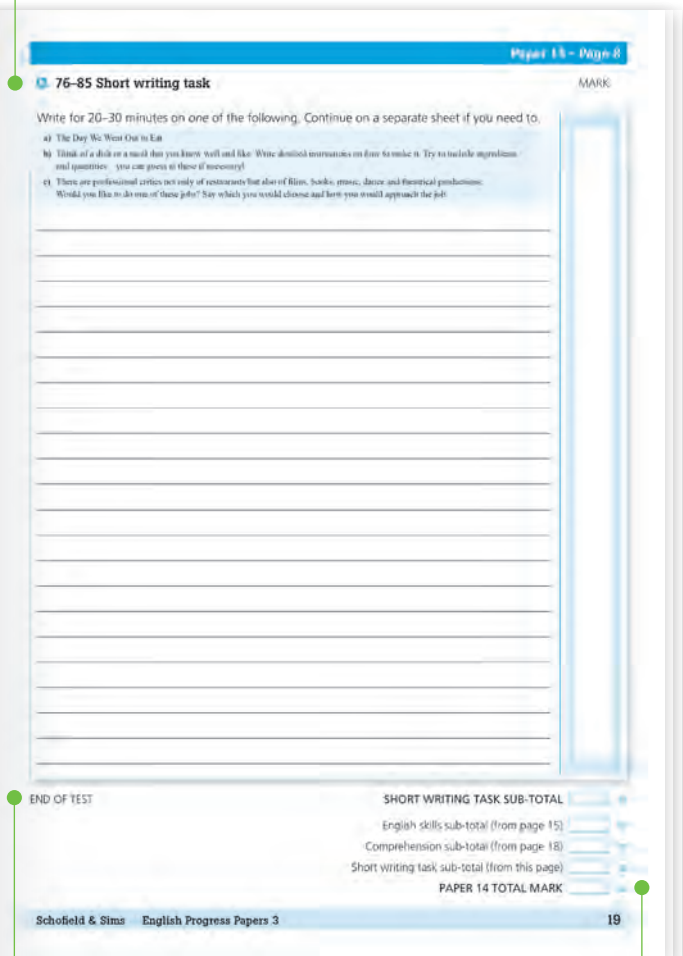 Page 8
76–85 Short writing task
MARK
Write for 20–30 minutes on one of the following. Continue on a separate sheet if you need to.
a) The Day We Went Out to Eat
b) Think of a dish or a meal that you know well and like. Write detailed instructions on how to make it. Try to include ingredients
and quantities you can guess at these if necessary!
c) There are professional critics not only of restaurants but also of films, books, music, dance and theatrical productions.
Would you like to do one of these jobs? Say which you would choose and how you would approach the job.
END OF TEST
SHORT WRITING TASK SUB-TOTAL
English skills sub-total (from page 15)
Comprehension sub-total (from page 18)
Short writing task sub-total (from this page)
PAPER 14 TOTAL MARK
Schofield & Sims English Progress Papers 3
19